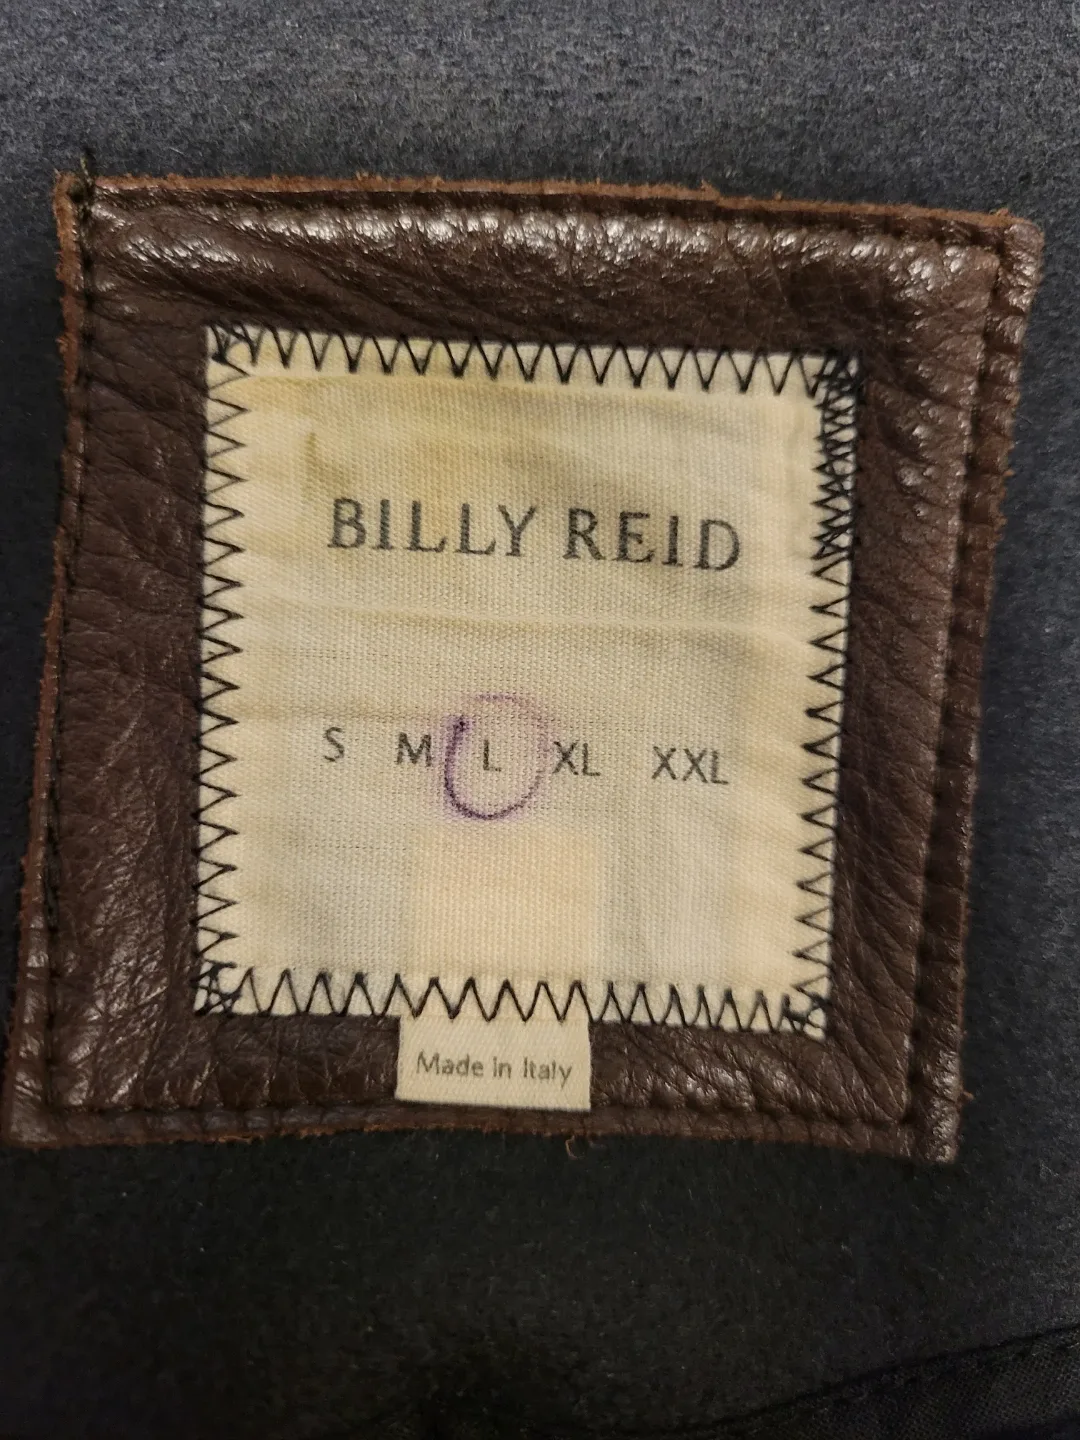 BILLY REID
S M L XL XXL
Made in Italy